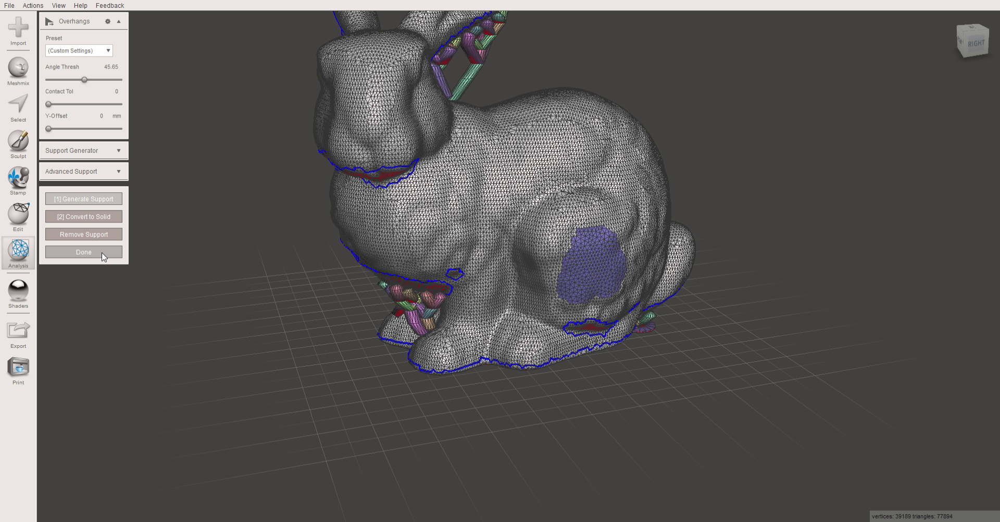 File Actions View Help Feedback
Import
Meshmix
Select
Sculpt
Stamp
Edit
Analysis
Shaders
Export
Print
Overhangs
Preset
(Custom Settings)
Angle Thresh 45.65
Contact Tol 0
Y-Offset 0 mm
Support Generator
Advanced Support
[1] Generate Support
[2] Convert to Solid
Remove Support
Done
RIGHT
vertices: 39189 triangles: 77894